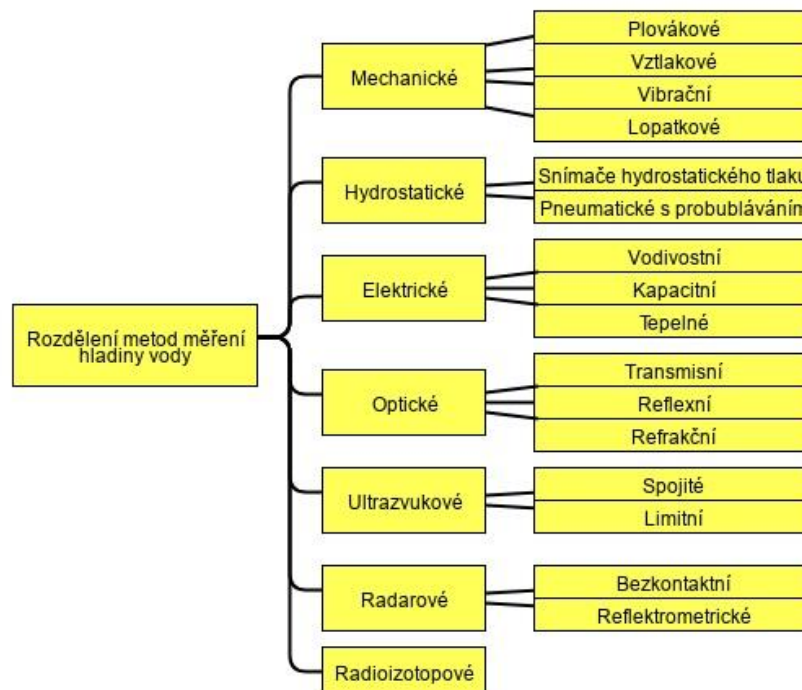 Rozdělení metod měření
hladiny vody
Mechanické
Plovákové
Vztlakové
Vibrační
Lopatkové
Hydrostatické
Snímače hydrostatického tlaku
Pneumatické s probubláváním
Elektrické
Vodivostní
Kapacitní
Tepelné
Optické
Transmisní
Reflexní
Refrakční
Ultrazvukové
Spojité
Limitní
Radarové
Bezkontaktní
Reflektrometrické
Radioizotopové